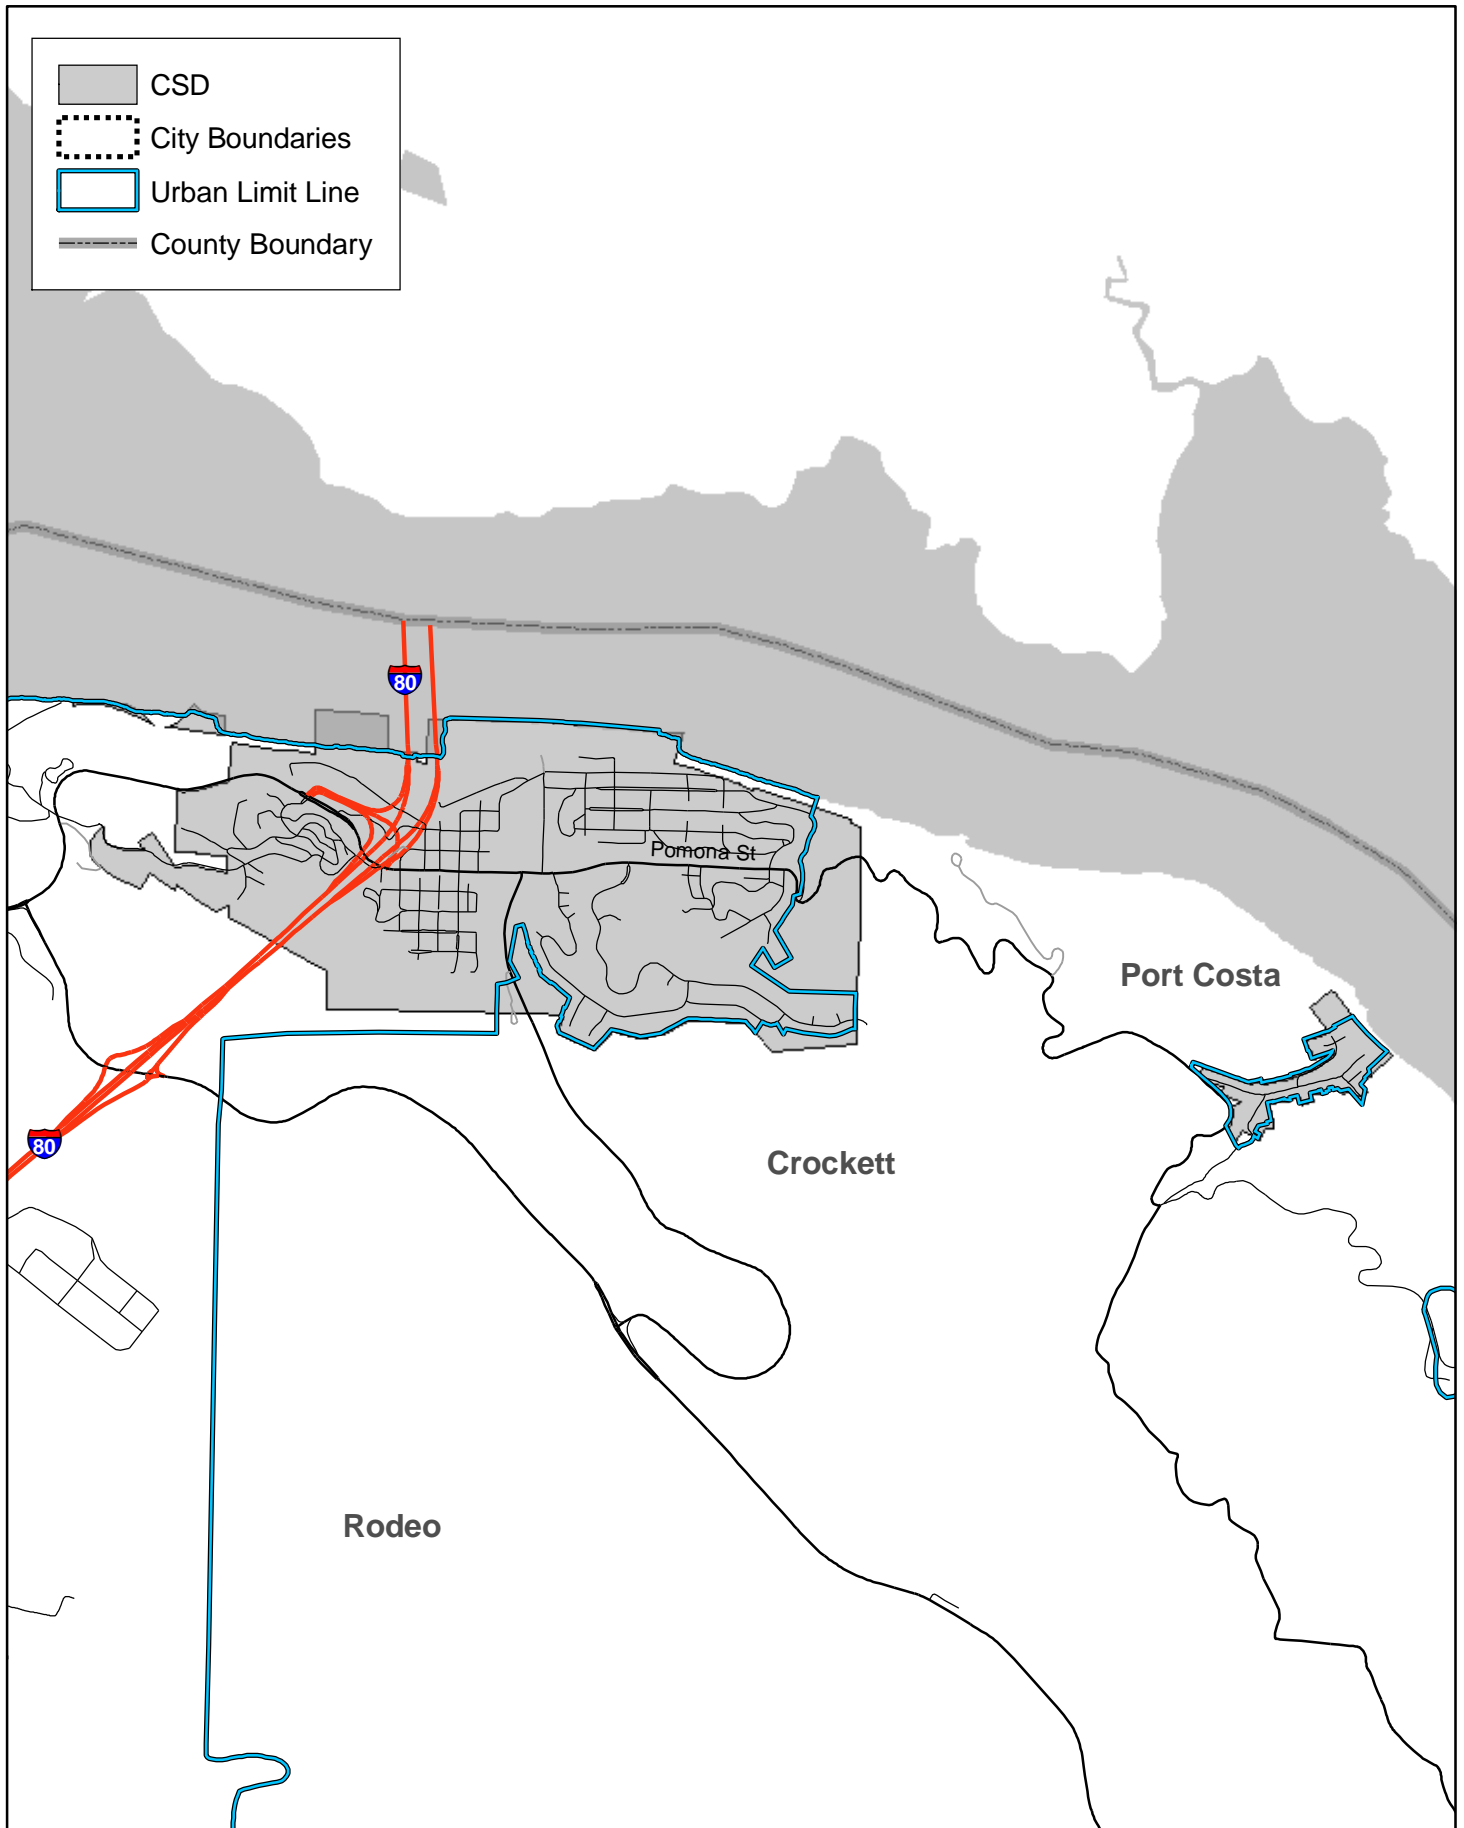 CSD
City Boundaries
Urban Limit Line
County Boundary
80
Pomona St
Port Costa
80
Crockett
Rodeo